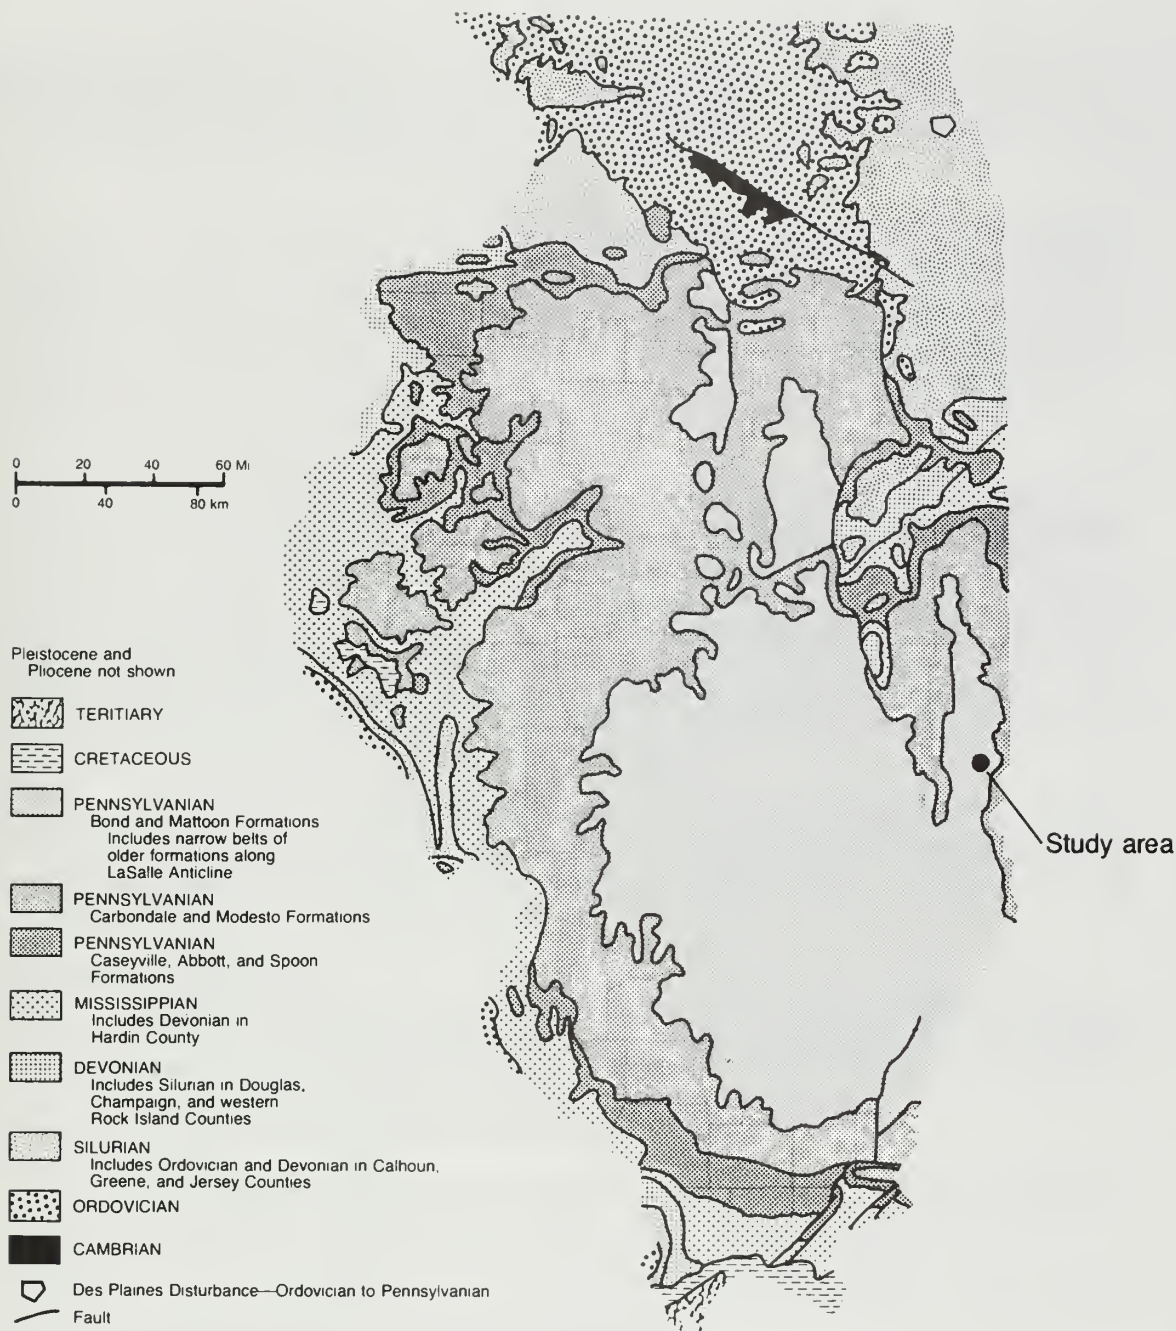 0 20 40 60 Mi
0 40 80 km
Pleistocene and
Pliocene not shown
TERITIARY
CRETACEOUS
PENNSYLVANIAN
Bond and Mattoon Formations
Includes narrow belts of
older formations along
LaSalle Anticline
PENNSYLVANIAN
Carbondale and Modesto Formations
PENNSYLVANIAN
Caseyville, Abbott, and Spoon
Formations
MISSISSIPPIAN
Includes Devonian in
Hardin County
DEVONIAN
Includes Silurian in Douglas,
Champaign, and western
Rock Island Counties
SILURIAN
Includes Ordovician and Devonian in Calhoun,
Greene, and Jersey Counties
ORDOVICIAN
CAMBRIAN
Des Plaines Disturbance—Ordovician to Pennsylvanian
Fault
Study area